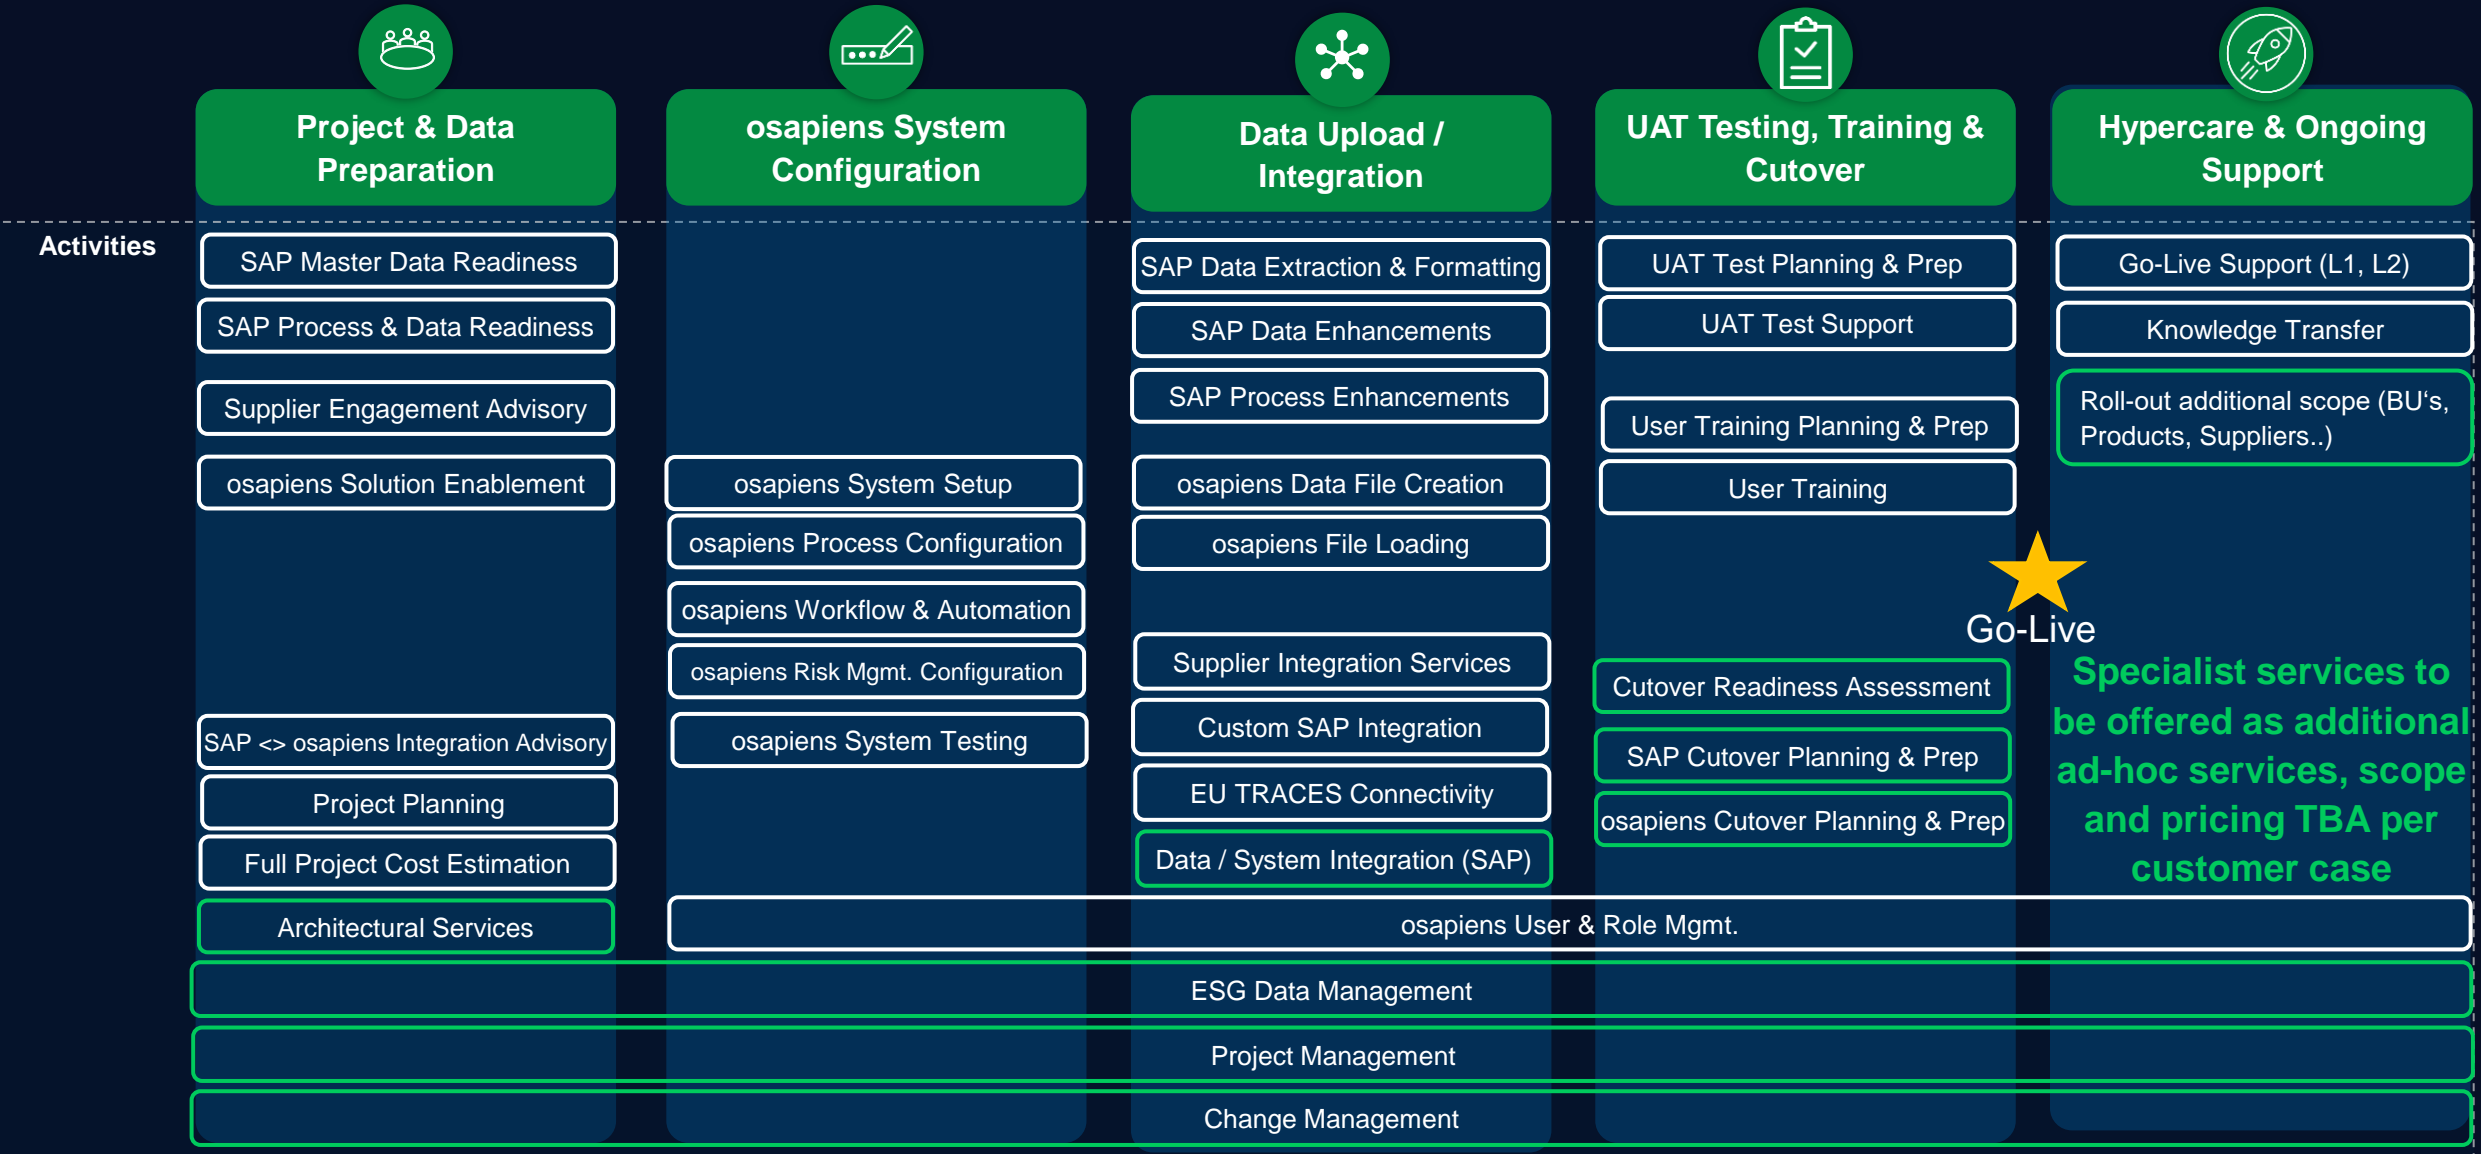 Project & Data
Preparation
osapiens System
Configuration
Data Upload /
Integration
UAT Testing, Training &
Cutover
Hypercare & Ongoing
Support
Activities
SAP Master Data Readiness
SAP Process & Data Readiness
Supplier Engagement Advisory
osapiens Solution Enablement
SAP <> osapiens Integration Advisory
Project Planning
Full Project Cost Estimation
Architectural Services
osapiens System Setup
osapiens Process Configuration
osapiens Workflow & Automation
osapiens Risk Mgmt. Configuration
osapiens System Testing
SAP Data Extraction & Formatting
SAP Data Enhancements
SAP Process Enhancements
osapiens Data File Creation
osapiens File Loading
Supplier Integration Services
Custom SAP Integration
EU TRACES Connectivity
Data / System Integration (SAP)
UAT Test Planning & Prep
UAT Test Support
User Training Planning & Prep
User Training
Cutover Readiness Assessment
SAP Cutover Planning & Prep
osapiens Cutover Planning & Prep
Go-Live Support (L1, L2)
Knowledge Transfer
Roll-out additional scope (BU‘s,
Products, Suppliers..)
Go-Live
Specialist services to
be offered as additional
ad-hoc services, scope
and pricing TBA per
customer case
osapiens User & Role Mgmt.
ESG Data Management
Project Management
Change Management